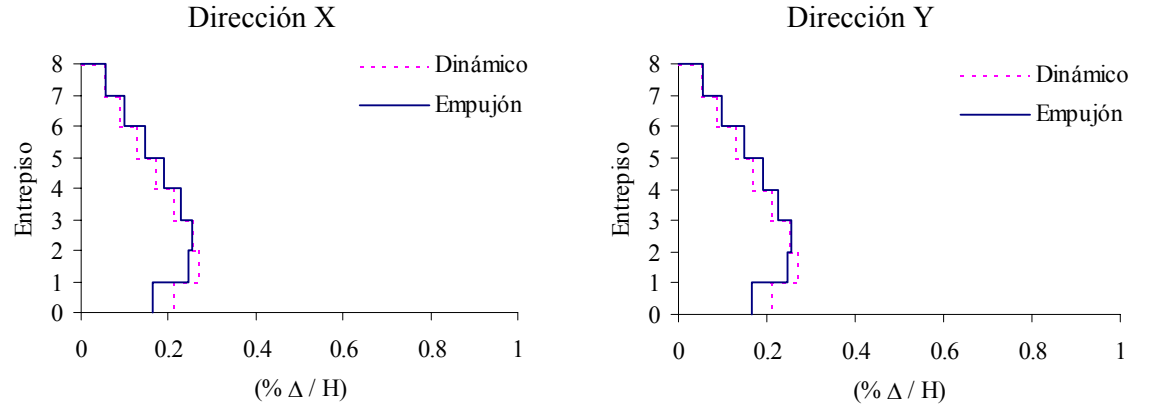 Dirección X
Dinámico
Empujón
Entrepiso
8
7
6
5
4
3
2
1
0
0 0.2 0.4 0.6 0.8 1
(% Δ / H)
Dirección Y
Dinámico
Empujón
Entrepiso
8
7
6
5
4
3
2
1
0
0 0.2 0.4 0.6 0.8 1
(% Δ / H)